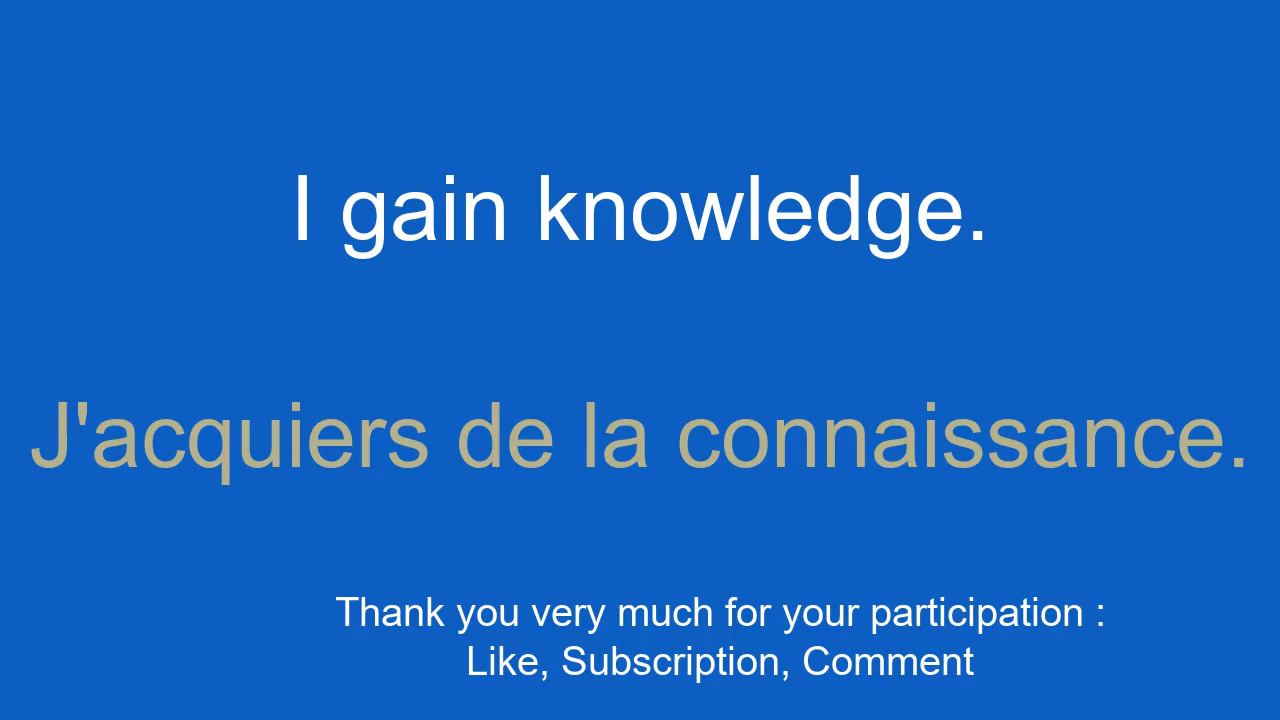 I gain knowledge.
J'acquiers de la connaissance.
Thank you very much for your participation :
Like, Subscription, Comment